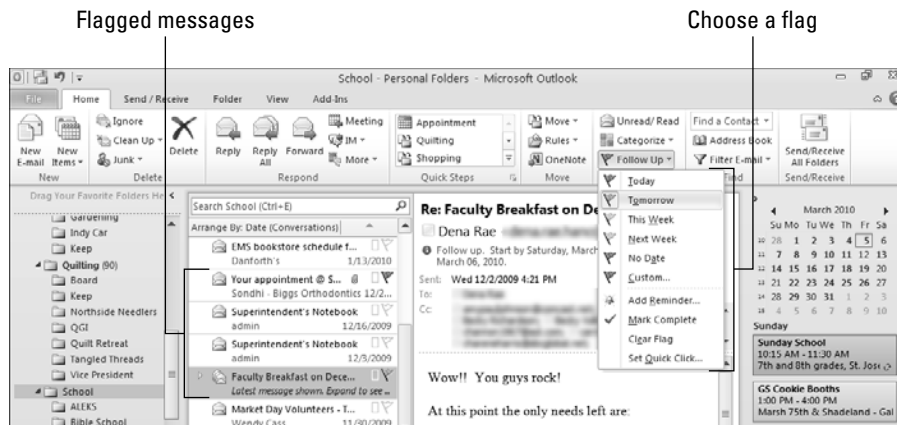 Flagged messages
Choose a flag
School - Personal Folders - Microsoft Outlook
File Home Send / Receive Folder View Add-Ins
New E-mail
New Items
Ignore
Clean Up
Junk
Delete
Delete
New
Reply
Reply All
Forward
Meeting
IM
More
Respond
Appointment
Quilting
Shopping
Quick Steps
Move
Rules
OneNote
Move
Unread/ Read
Categorize
Follow Up
Find a Contact
Address Book
Filter E-mail
Find
Send/Receive All Folders
Send/Receive
Today
Tomorrow
This Week
Next Week
No Date
Custom...
Add Reminder...
Mark Complete
Clear Flag
Set Quick Click...
Drag Your Favorite Folders He
Gardening
Indy Car
Keep
Quilting (90)
Board
Keep
Northside Needlers
QGI
Quilt Retreat
Tangled Threads
Vice President
School
ALEKS
Bible School
Search School (Ctrl+E)
Arrange By: Date (Conversations)
EMS bookstore schedule f...
Danforth's 1/13/2010
Your appointment @ S...
Sondhi - Biggs Orthodontics 12/2...
Superintendent's Notebook
admin 12/16/2009
Superintendent's Notebook
admin 12/3/2009
Faculty Breakfast on Dece...
Latest message shown. Expand to see ...
Market Day Volunteers - T...
Wendy Cass 11/30/2009
Re: Faculty Breakfast on De
Dena Rae
Follow up. Start by Saturday, March
March 06, 2010.
Sent: Wed 12/2/2009 4:21 PM
To:
Cc:
Wow!! You guys rock!
At this point the only needs left are:
March 2010
Su Mo Tu We Th Fr Sa
28 1 2 3 4 5 6
7 8 9 10 11 12 13
14 15 16 17 18 19 20
21 22 23 24 25 26 27
28 29 30 31 1 2 3
4 5 6 7 8 9 10
Sunday
Sunday School
10:15 AM - 11:30 AM
7th and 8th grades, St. Jose
GS Cookie Booths
1:00 PM - 4:00 PM
Marsh 75th & Shadeland - Gal